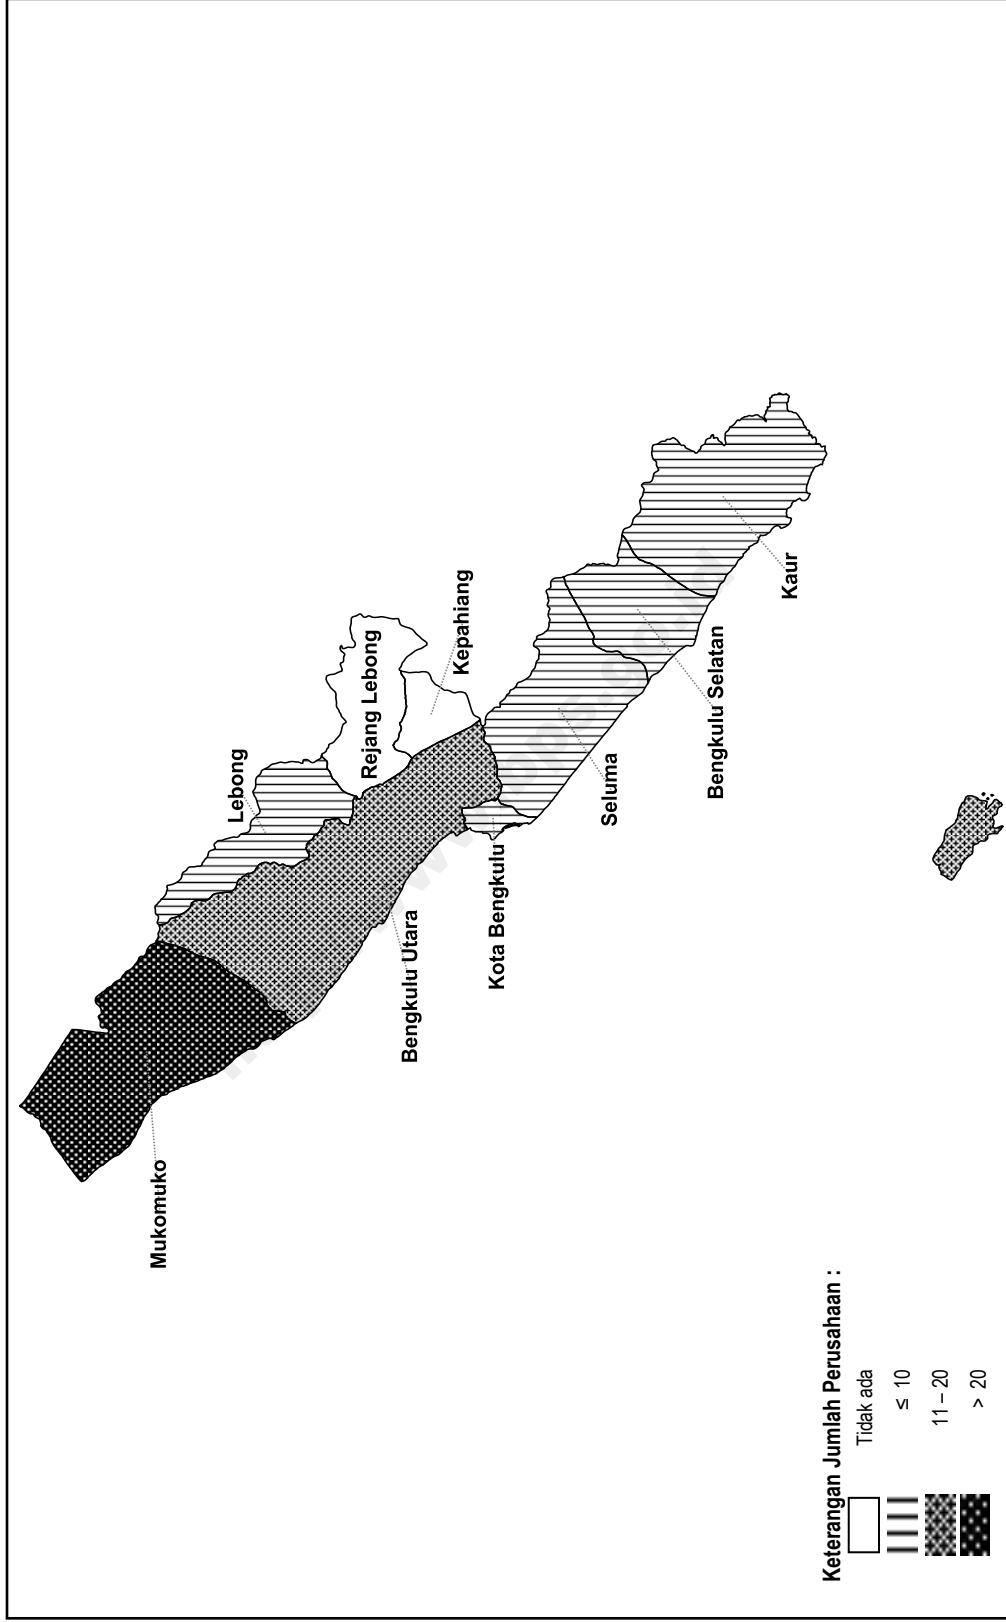 Mukomuko
Lebong
Rejang Lebong
Kepahiang
Bengkulu Utara
Kota Bengkulu
Seluma
Bengkulu Selatan
Kaur
Keterangan Jumlah Perusahaan :
Tidak ada
≤ 10
11 – 20
> 20